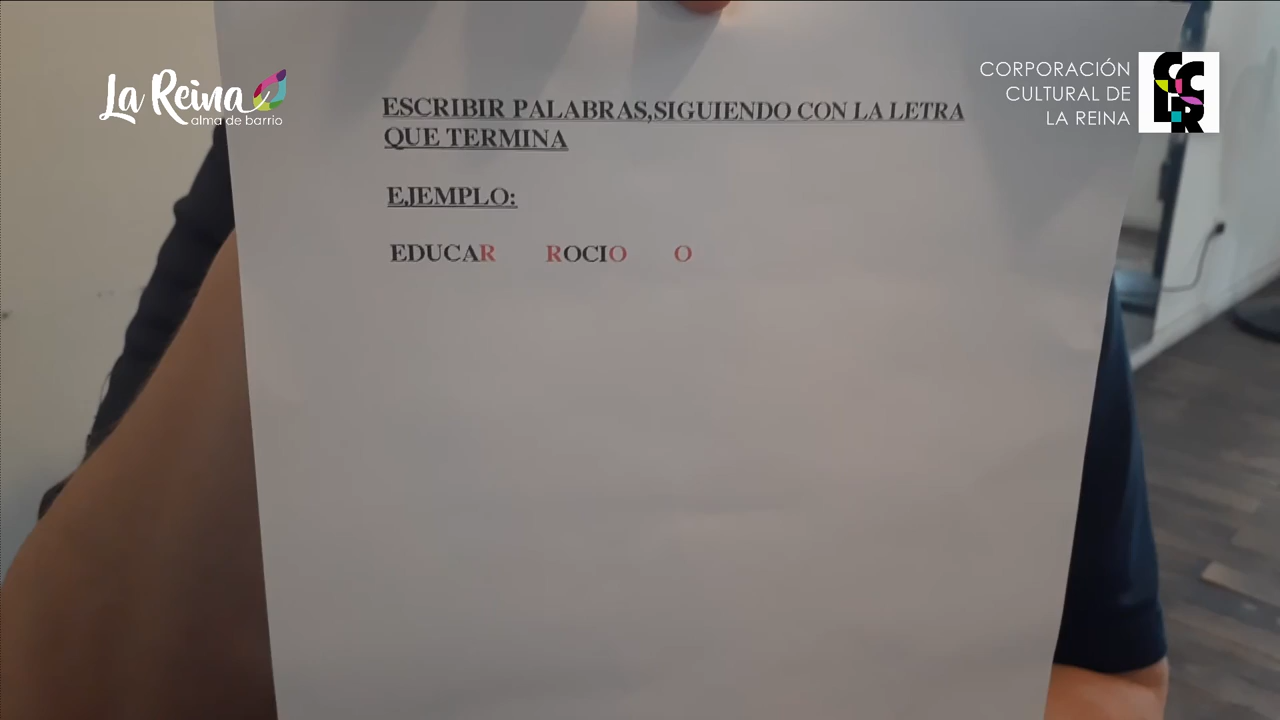 La Reina
alma de barrio
CORPORACIÓN
CULTURAL DE
LA REINA
CCLR
ESCRIBIR PALABRAS,SIGUIENDO CON LA LETRA
QUE TERMINA
EJEMPLO:
EDUCAR ROCIO O